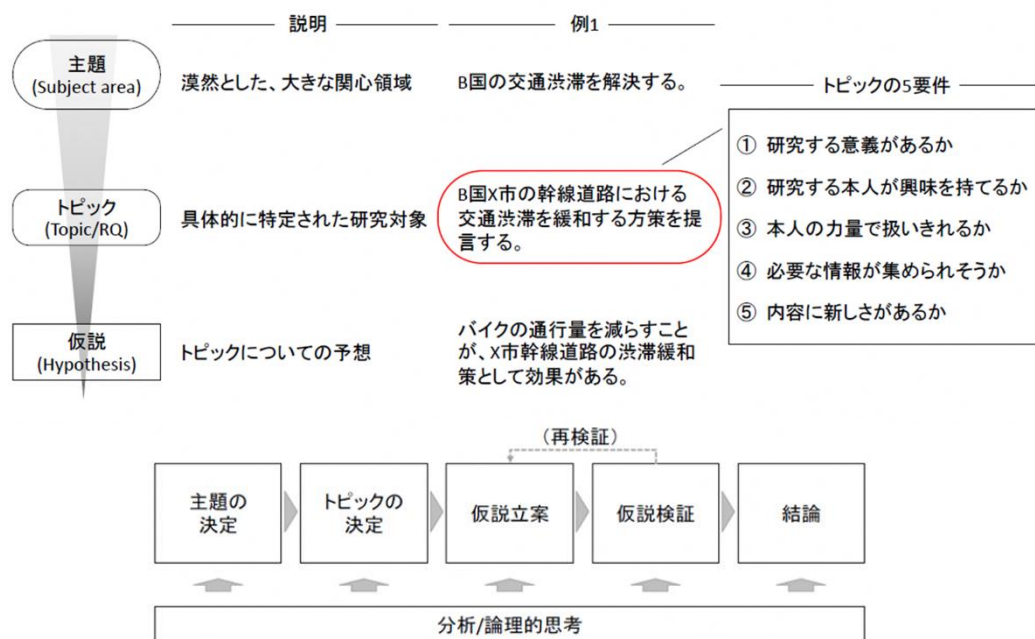 説明
例1
主題
(Subject area)
漠然とした、大きな関心領域
B国の交通渋滞を解決する。
トピックの5要件
① 研究する意義があるか
② 研究する本人が興味を持てるか
③ 本人の力量で扱いきれるか
④ 必要な情報が集められそうか
⑤ 内容に新しさがあるか
トピック
(Topic/RQ)
具体的に特定された研究対象
B国X市の幹線道路における
交通渋滞を緩和する方策を提
言する。
仮説
(Hypothesis)
トピックについての予想
バイクの通行量を減らすこと
が、X市幹線道路の渋滞緩和
策として効果がある。
(再検証)
主題の
決定
トピックの
決定
仮説立案
仮説検証
結論
分析/論理的思考